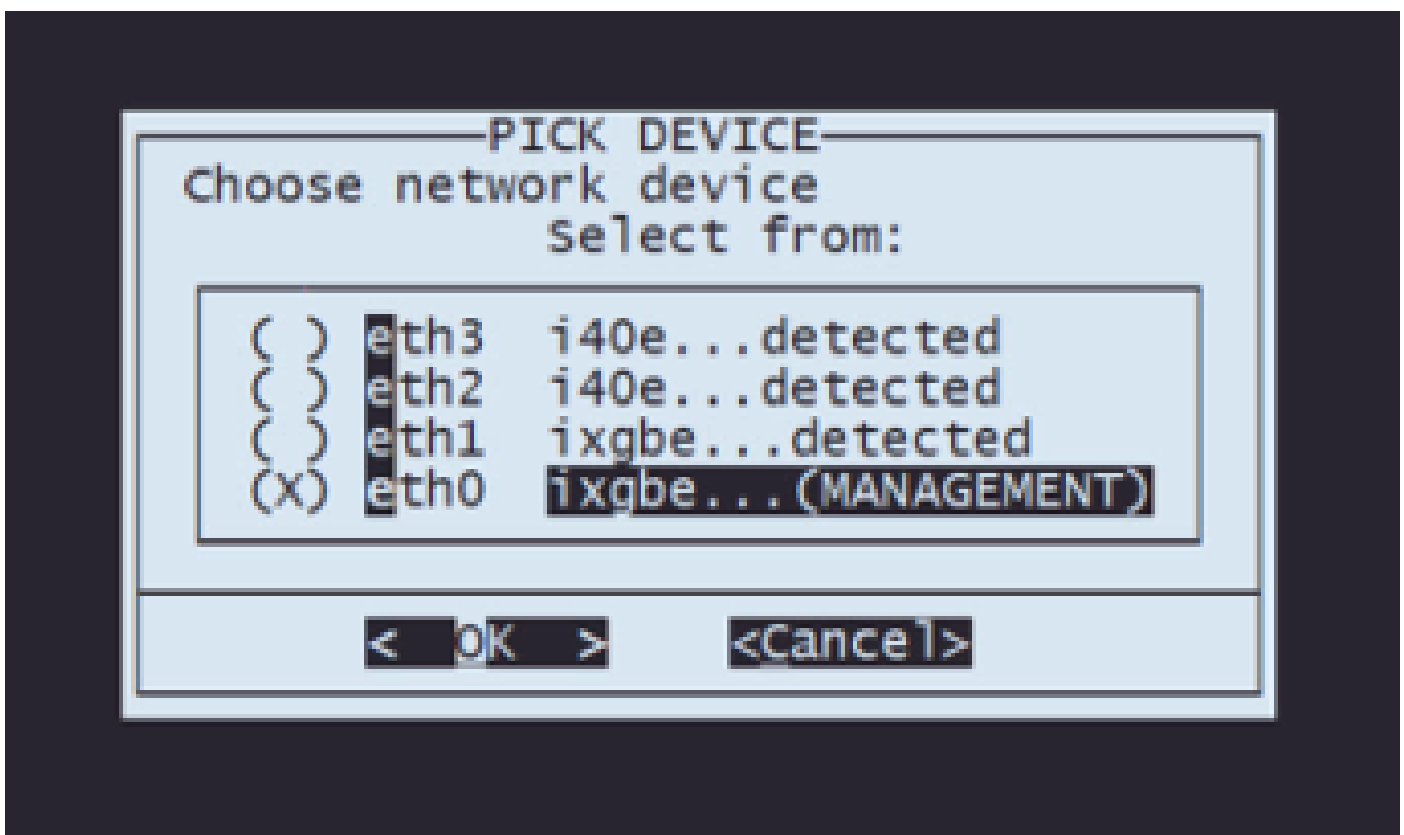 PICK DEVICE
Choose network device
Select from:
( ) eth3 i40e...detected
( ) eth2 i40e...detected
( ) eth1 ixgbe...detected
(X) eth0 ixgbe...(MANAGEMENT)
< OK > <Cancel>